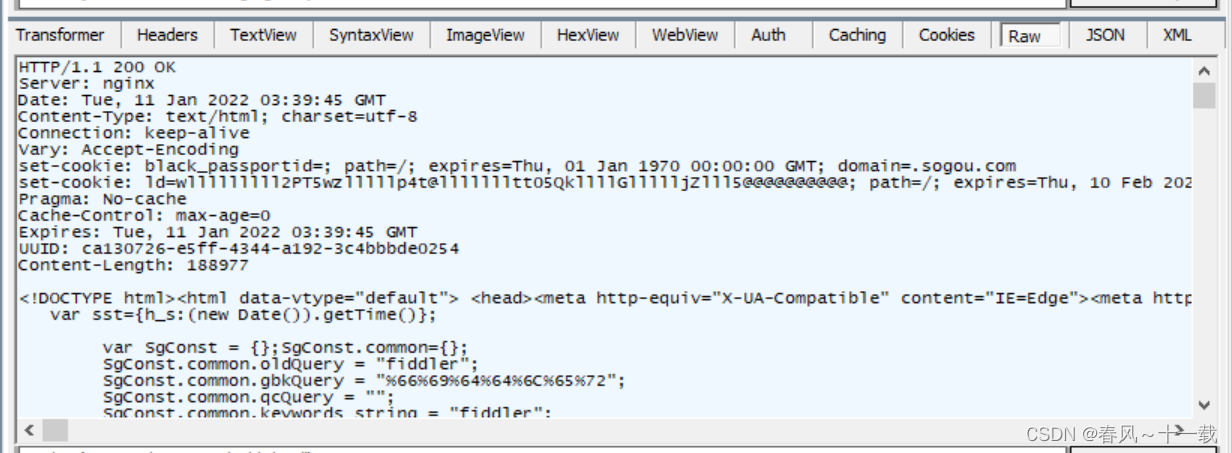 Transformer Headers TextView SyntaxView ImageView HexView WebView Auth Caching Cookies Raw JSON XML
HTTP/1.1 200 OK
Server: nginx
Date: Tue, 11 Jan 2022 03:39:45 GMT
Content-Type: text/html; charset=utf-8
Connection: keep-alive
Vary: Accept-Encoding
set-cookie: black_passportid=; path=/; expires=Thu, 01 Jan 1970 00:00:00 GMT; domain=.sogou.com
set-cookie: path=/; expires=Thu, 10 Feb 202
Pragma: No-cache
Cache-Control: max-age=0
Expires: Tue, 11 Jan 2022 03:39:45 GMT
UUID: ca130726-e5ff-4344-a192-3c4bbbde0254
Content-Length: 188977
<!DOCTYPE html><html data-vtype="default"> <head><meta http-equiv="X-UA-Compatible" content="IE=Edge"><meta http
var sst={h_s:(new Date()).getTime()};
var SgConst = {};SgConst.common={};
SgConst.common.oldQuery = "fiddler";
SgConst.common.gbkQuery = "%66%69%64%64%6C%65%72";
SgConst.common.qcQuery = "";
SgConst.common.keywords_string = "fiddler";
CSDN @春风~十一载